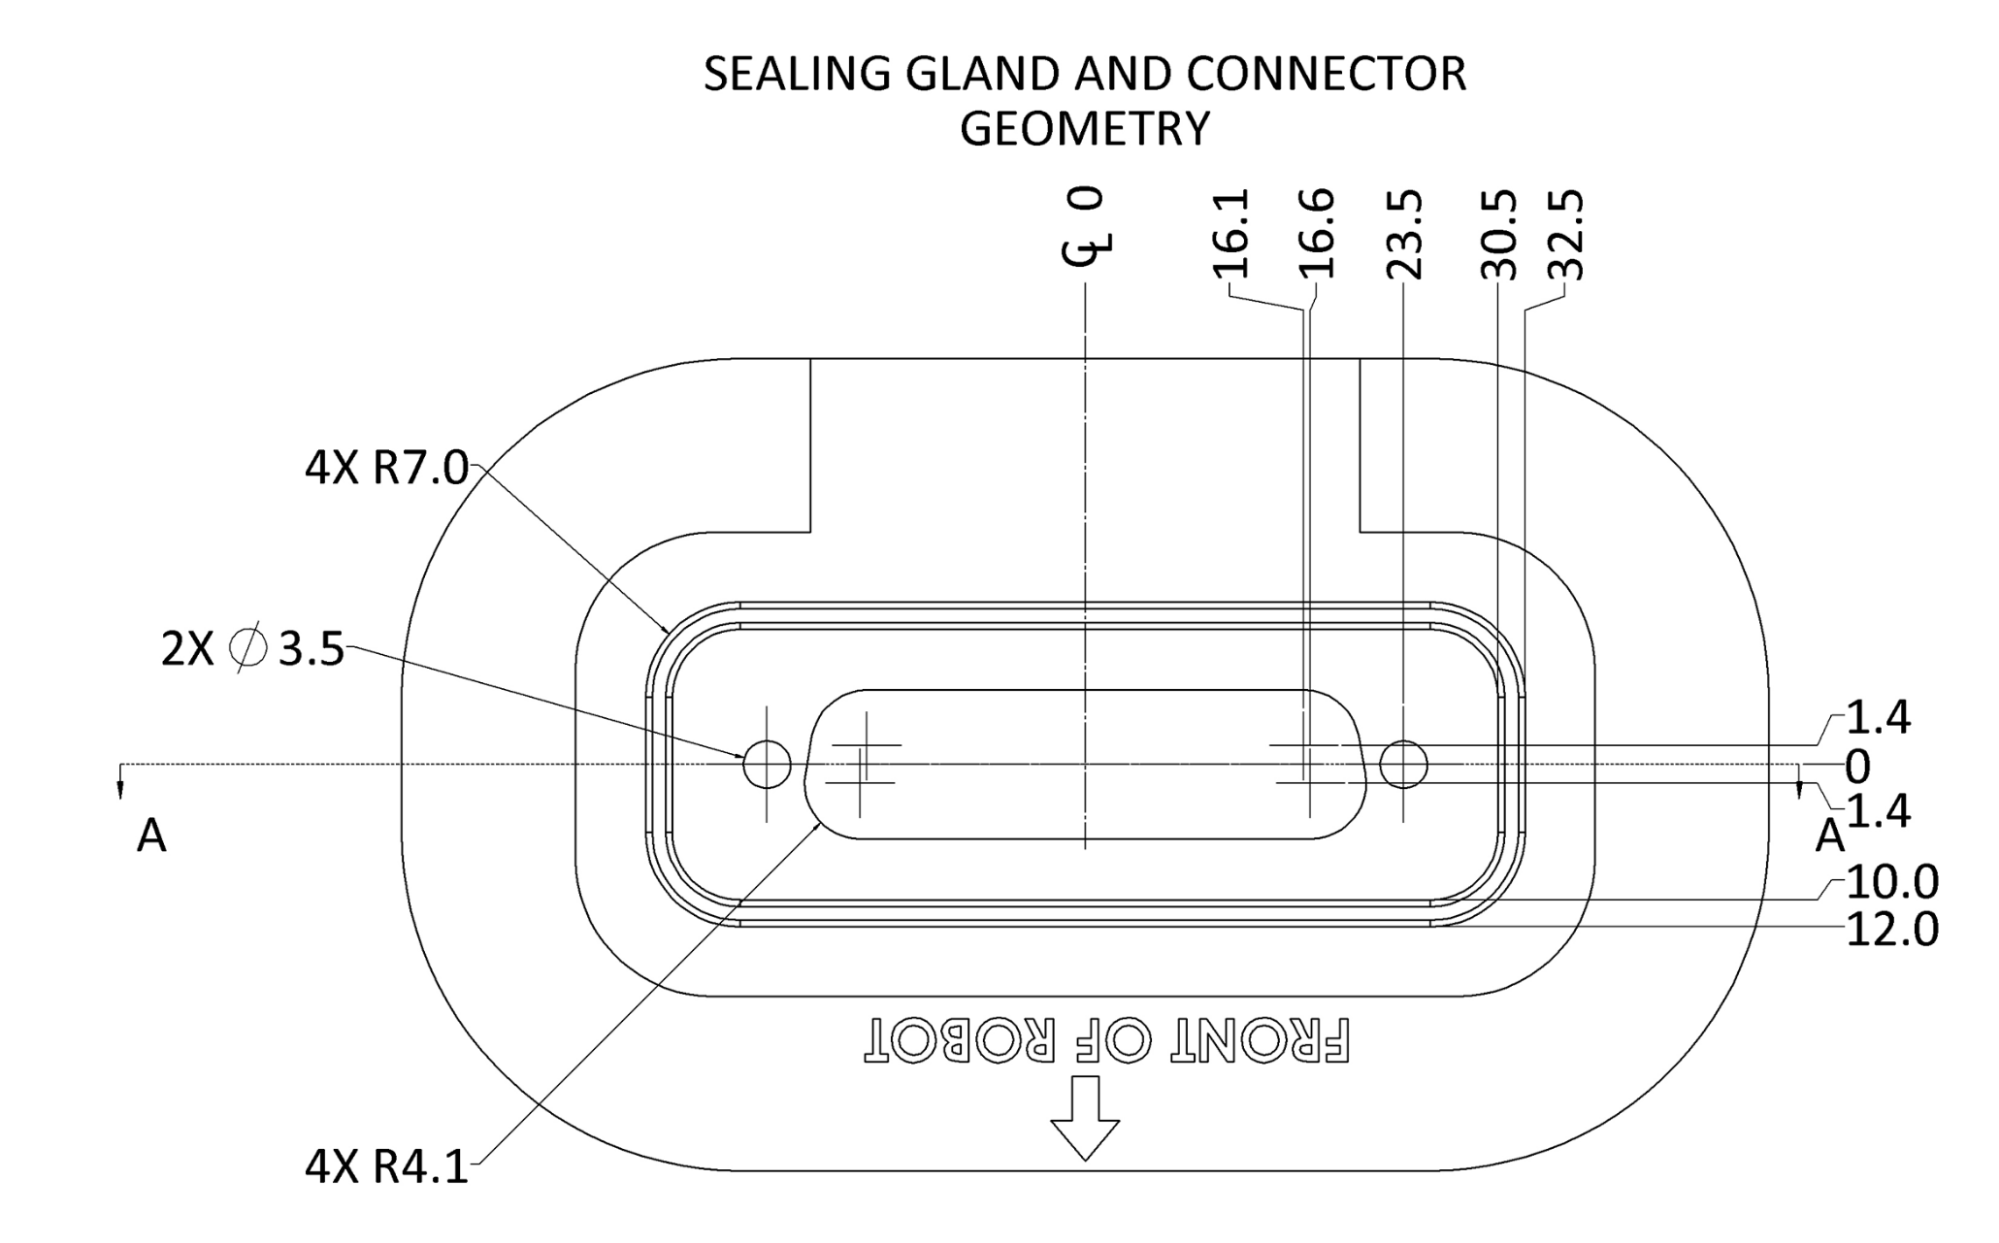 SEALING GLAND AND CONNECTOR
GEOMETRY
℄ 0
16.1
16.6
23.5
30.5
32.5
4X R7.0
2X ∅ 3.5
1.4
0
1.4
A
A
10.0
12.0
FRONT OF ROBOT
4X R4.1